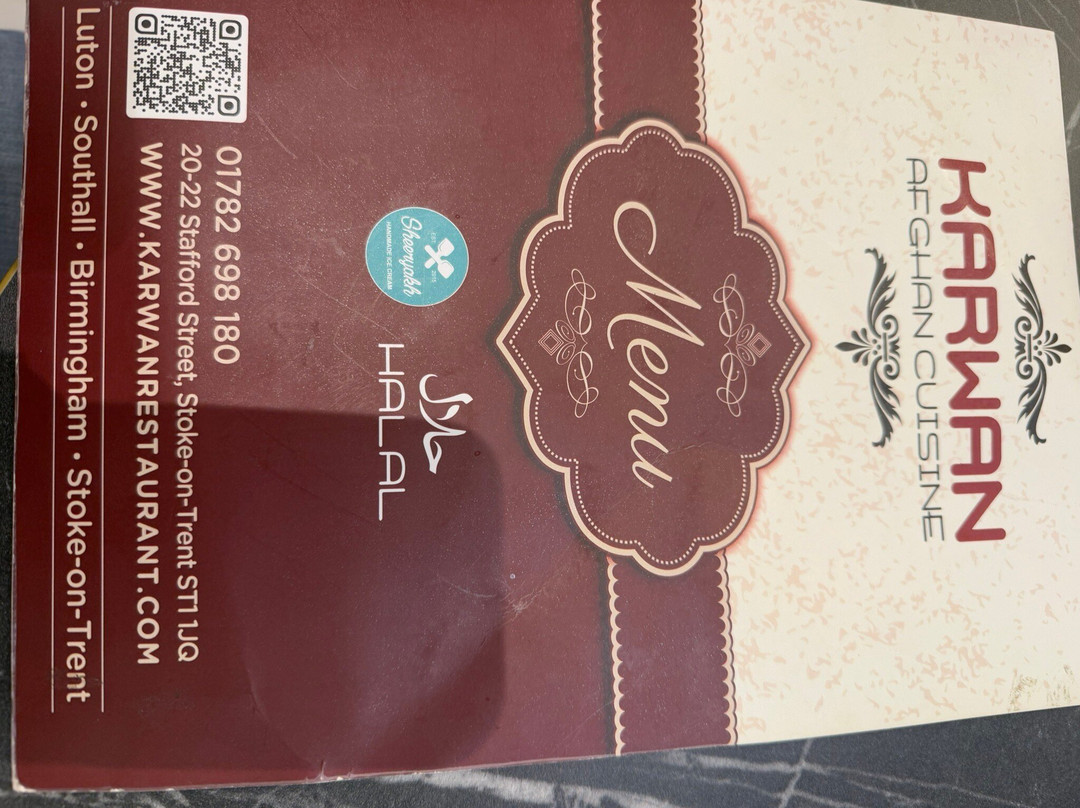 KARWAN
AFGHAN CUISINE
Menu
Sheeryakh
HANDMADE ICE CREAM
حلال
HALAL
01782 698 180
20-22 Stafford Street, Stoke-on-Trent ST1 1JQ
WWW.KARWANRESTAURANT.COM
Luton • Southall • Birmingham • Stoke-on-Trent